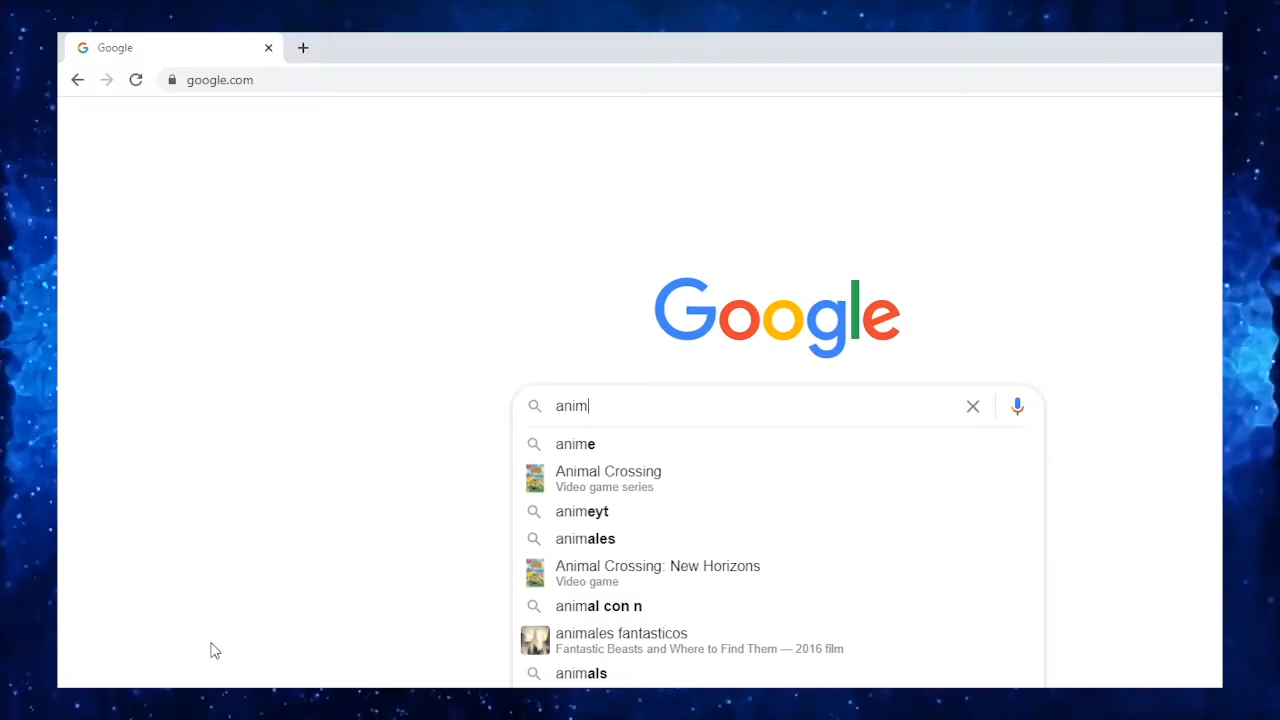 Google
google.com
Google
anim
anime
Animal Crossing
Video game series
animeyt
animales
Animal Crossing: New Horizons
Video game
animal con n
animales fantasticos
Fantastic Beasts and Where to Find Them — 2016 film
animals